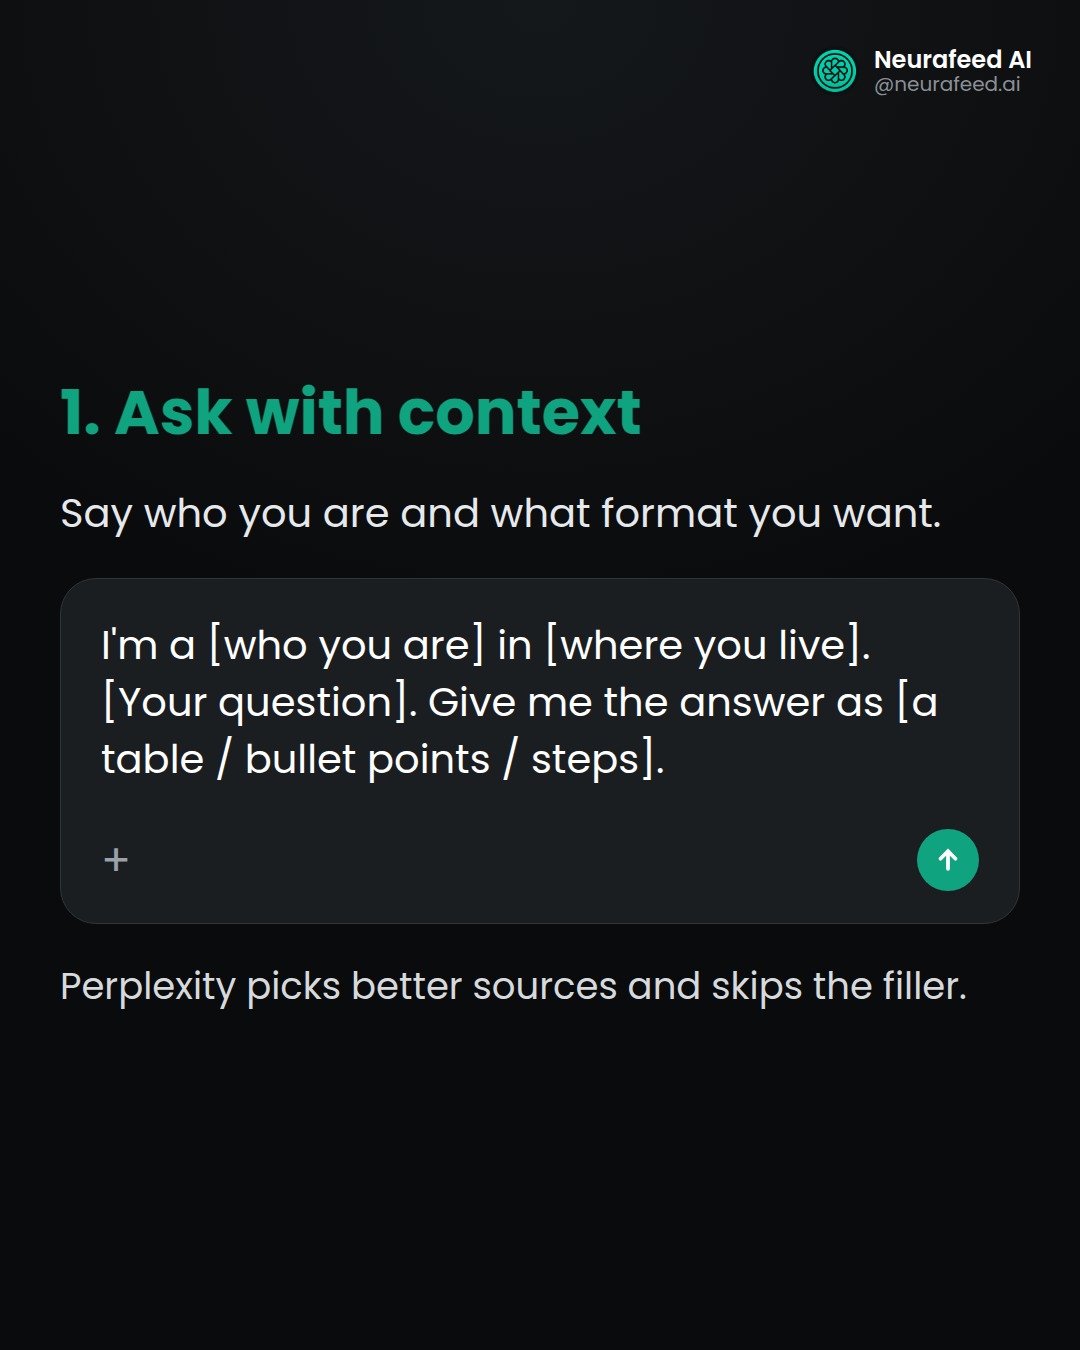 Neurafeed AI
@neurafeed.ai
1. Ask with context
Say who you are and what format you want.
I'm a [who you are] in [where you live].
[Your question]. Give me the answer as [a
table / bullet points / steps].
+
Perplexity picks better sources and skips the filler.